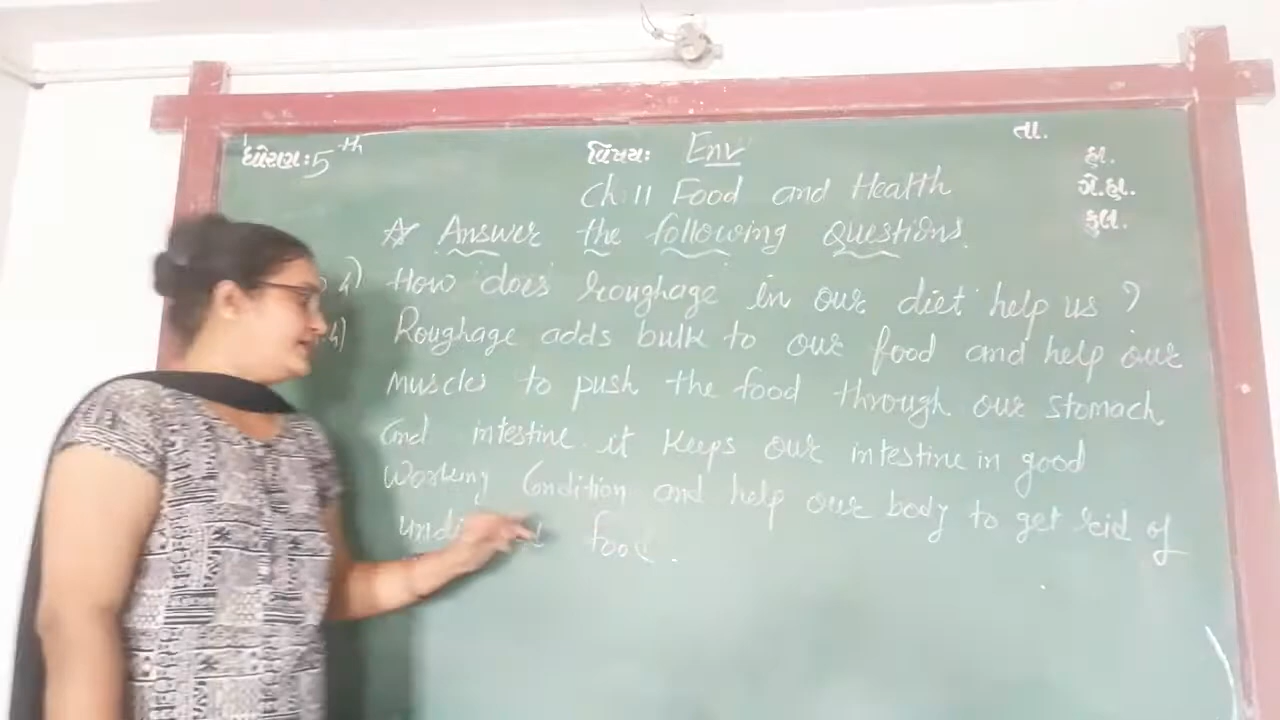 ધોરણ: 5th વિષય: Env તા.
હા.
Ch: 11 Food and Health
ગે.હા.
કુલ.
☆ Answer the following Questions.
4) How does roughage in our diet help us ?
4) Roughage adds bulk to our food and help our
muscles to push the food through our stomach
and intestine. it keeps our intestine in good
working condition and help our body to get rid of
food.